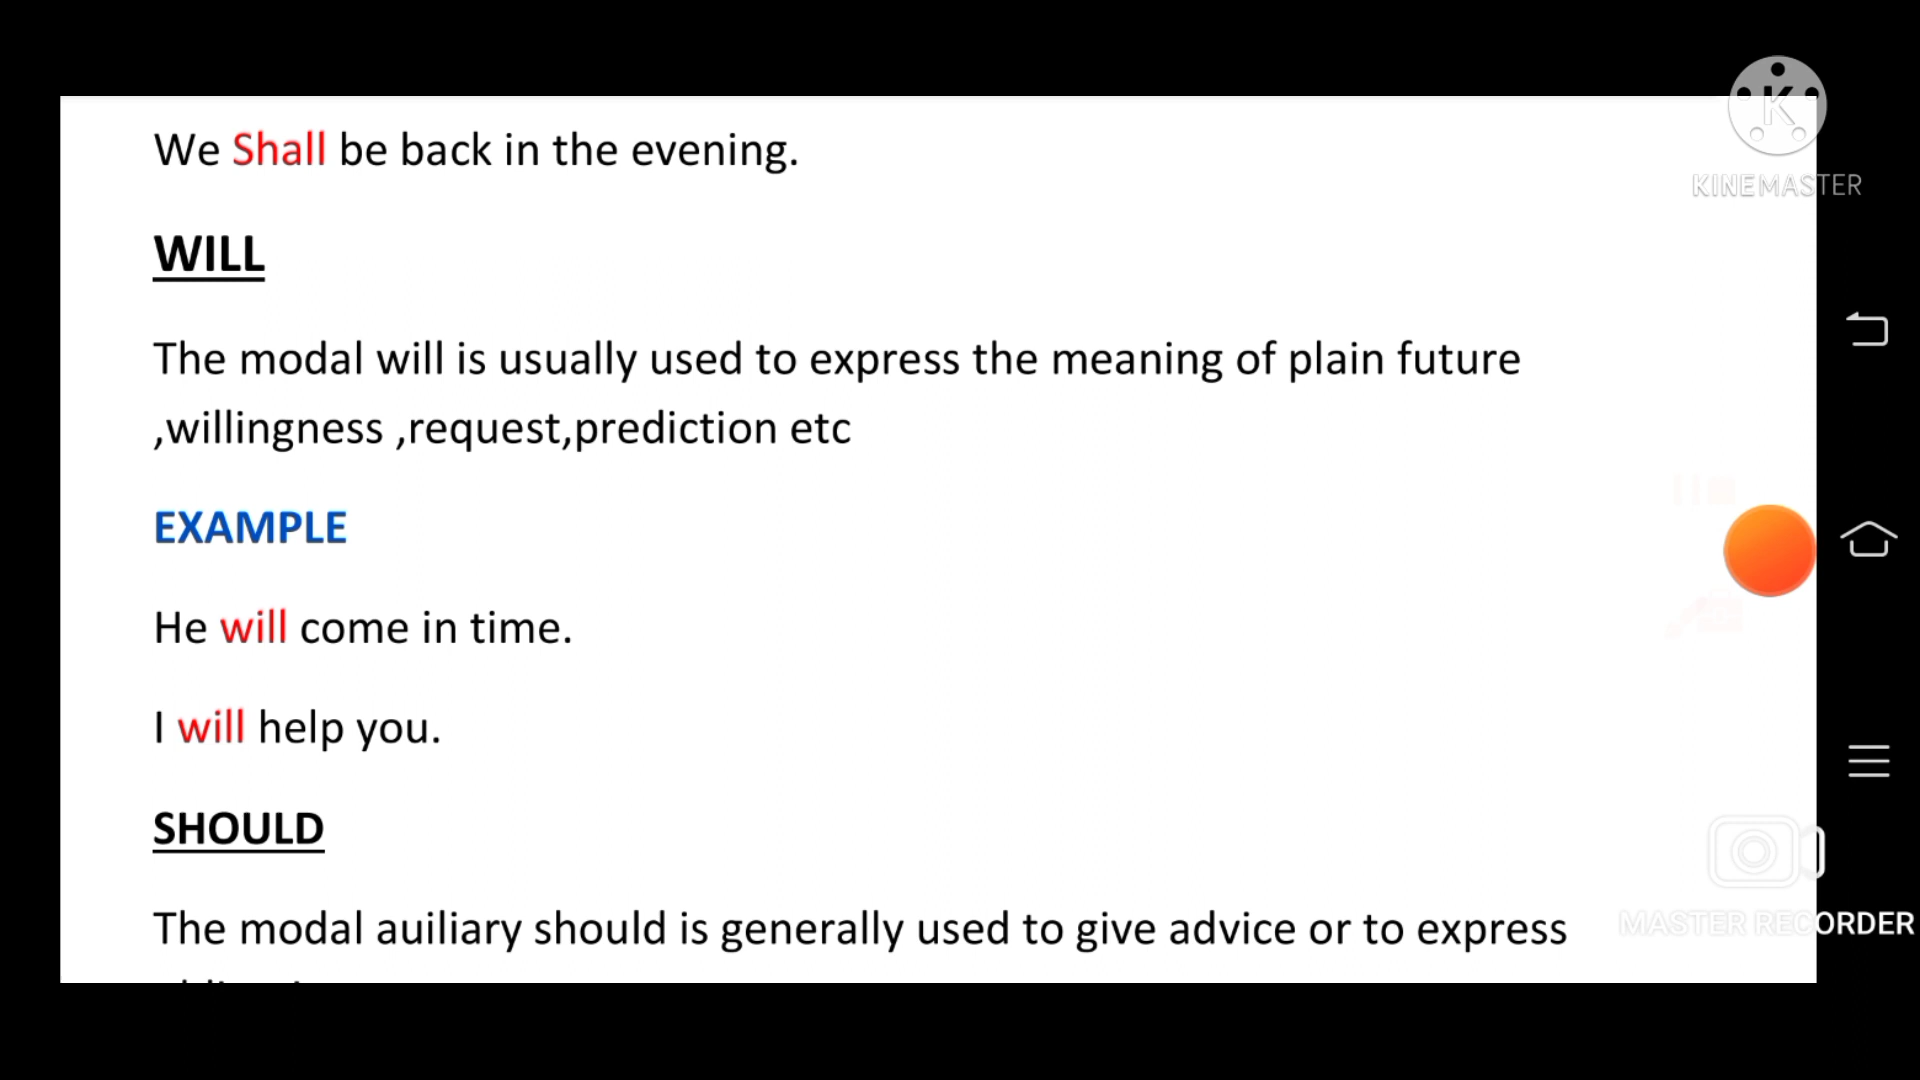 We Shall be back in the evening.
K
KINEMASTER
WILL
The modal will is usually used to express the meaning of plain future
,willingness ,request,prediction etc
EXAMPLE
He will come in time.
I will help you.
SHOULD
The modal auiliary should is generally used to give advice or to express
MASTER RECORDER